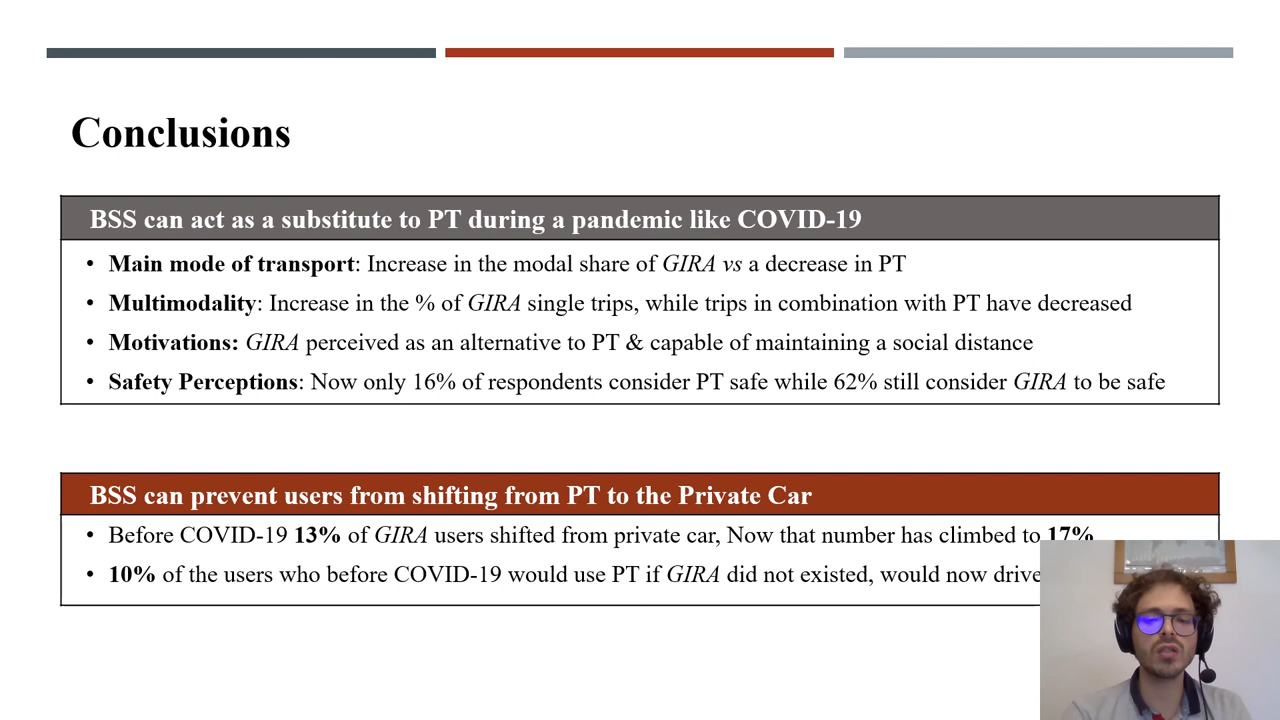 Conclusions
BSS can act as a substitute to PT during a pandemic like COVID-19
• Main mode of transport: Increase in the modal share of GIRA vs a decrease in PT
• Multimodality: Increase in the % of GIRA single trips, while trips in combination with PT have decreased
• Motivations: GIRA perceived as an alternative to PT & capable of maintaining a social distance
• Safety Perceptions: Now only 16% of respondents consider PT safe while 62% still consider GIRA to be safe
BSS can prevent users from shifting from PT to the Private Car
• Before COVID-19 13% of GIRA users shifted from private car, Now that number has climbed to 17%
• 10% of the users who before COVID-19 would use PT if GIRA did not existed, would now drive